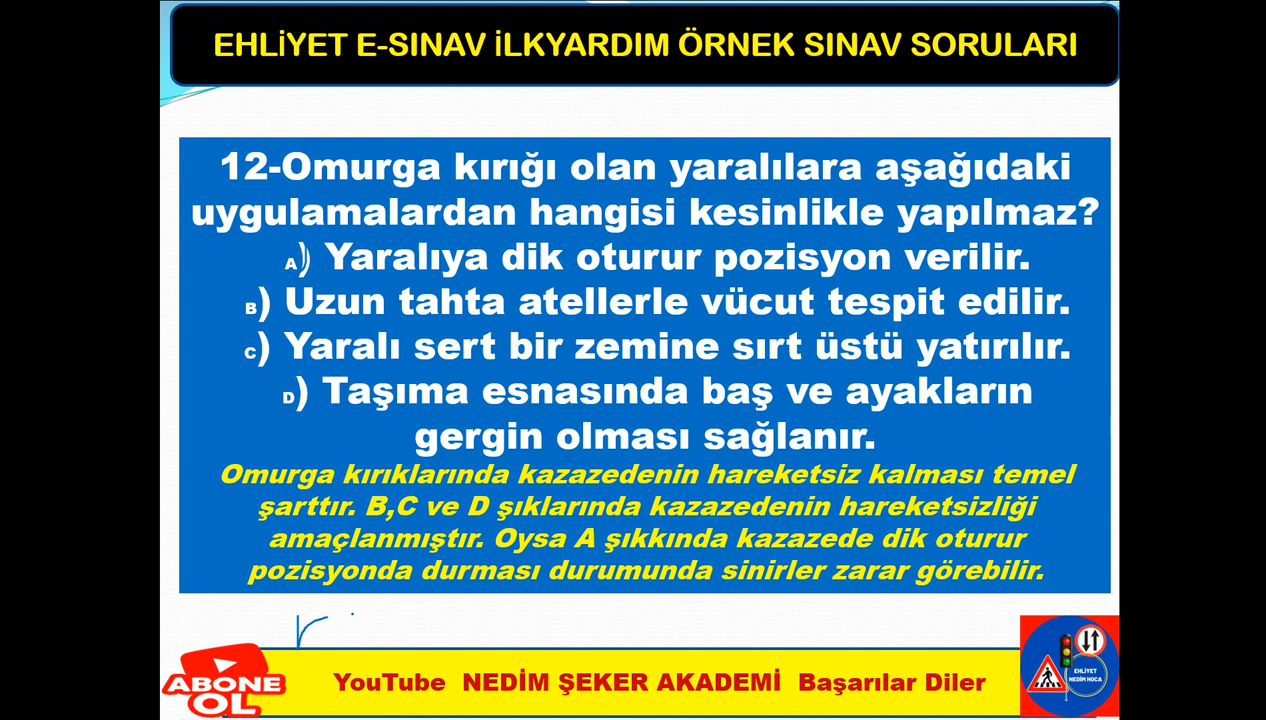 EHLİYET E-SINAV İLKYARDIM ÖRNEK SINAV SORULARI
12-Omurga kırığı olan yaralılara aşağıdaki
uygulamalardan hangisi kesinlikle yapılmaz?
A) Yaralıya dik oturur pozisyon verilir.
B) Uzun tahta atellerle vücut tespit edilir.
C) Yaralı sert bir zemine sırt üstü yatırılır.
D) Taşıma esnasında baş ve ayakların
gergin olması sağlanır.
Omurga kırıklarında kazazedenin hareketsiz kalması temel
şarttır. B,C ve D şıklarında kazazedenin hareketsizliği
amaçlanmıştır. Oysa A şıkkında kazazede dik oturur
pozisyonda durması durumunda sinirler zarar görebilir.
r
ABONE
OL
YouTube NEDİM ŞEKER AKADEMİ Başarılar Diler
EHLİYET
NEDİM HOCA